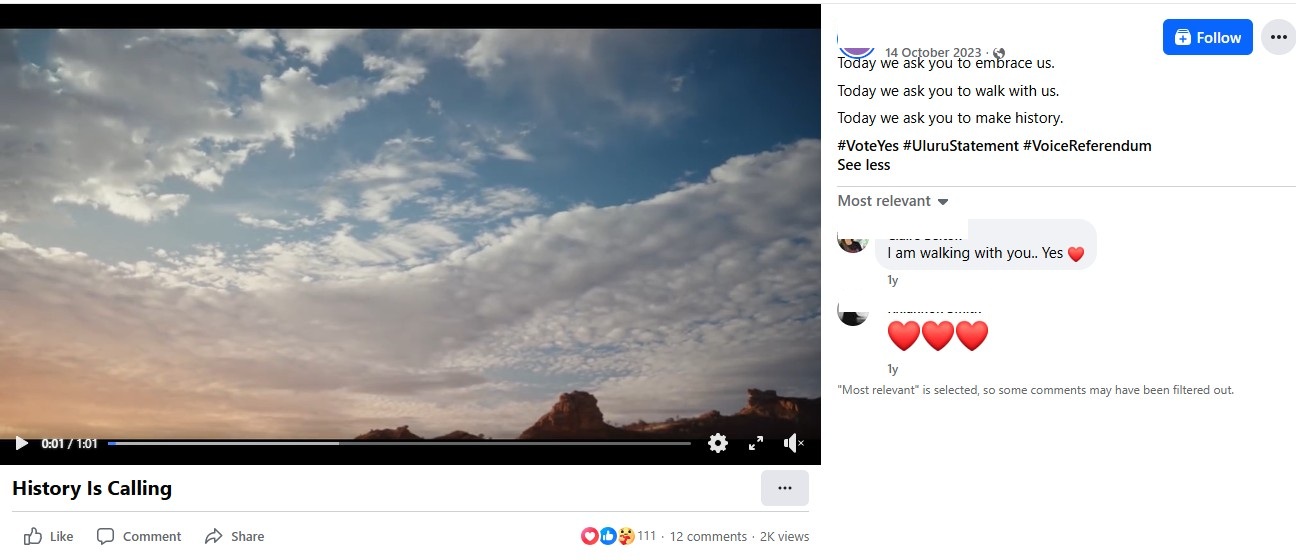 0:01 / 1:01
History Is Calling
Like
Comment
Share
111 · 12 comments · 2K views
Follow
14 October 2023 ·
Today we ask you to embrace us.
Today we ask you to walk with us.
Today we ask you to make history.
#VoteYes #UluruStatement #VoiceReferendum
See less
Most relevant
I am walking with you.. Yes ❤️
1y
❤️❤️❤️
1y
"Most relevant" is selected, so some comments may have been filtered out.